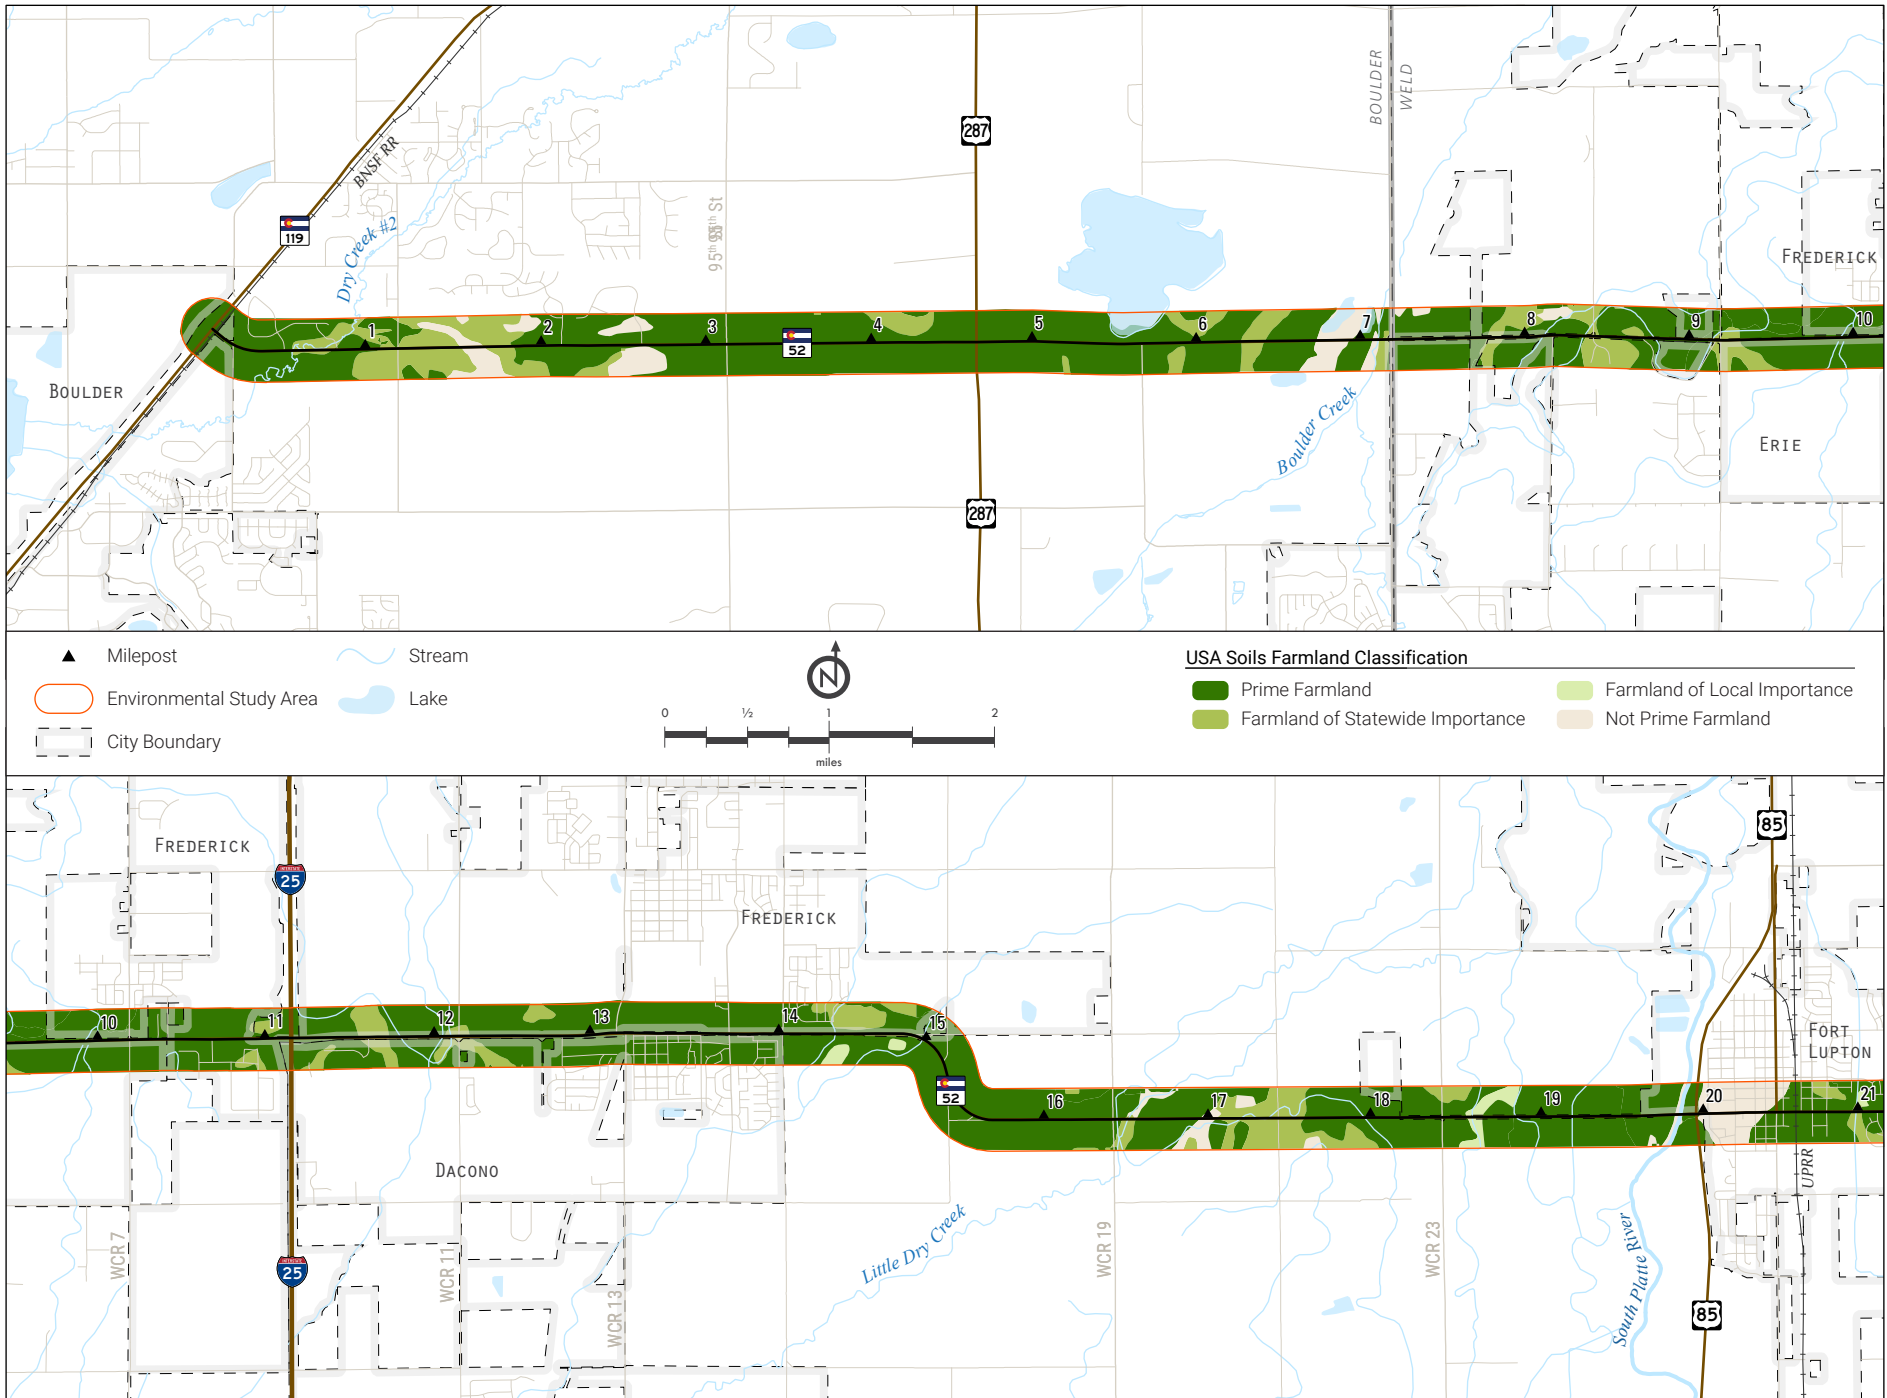 BOULDER
WELD
287
BNSF RR
119
Dry Creek #2
95th St
FREDERICK
1
2
3
52
4
5
6
7
8
9
10
BOULDER
Boulder Creek
ERIE
287
Milepost
Stream
Environmental Study Area
Lake
City Boundary
N
0 ½ 1 2
miles
USA Soils Farmland Classification
Prime Farmland
Farmland of Local Importance
Farmland of Statewide Importance
Not Prime Farmland
85
FREDERICK
INTERSTATE
25
FREDERICK
10
11
12
13
14
15
52
16
17
18
19
20
21
FORT
LUPTON
DACONO
UPRR
Little Dry Creek
South Platte River
WCR 7
WCR 11
WCR 13
WCR 19
WCR 23
INTERSTATE
25
85